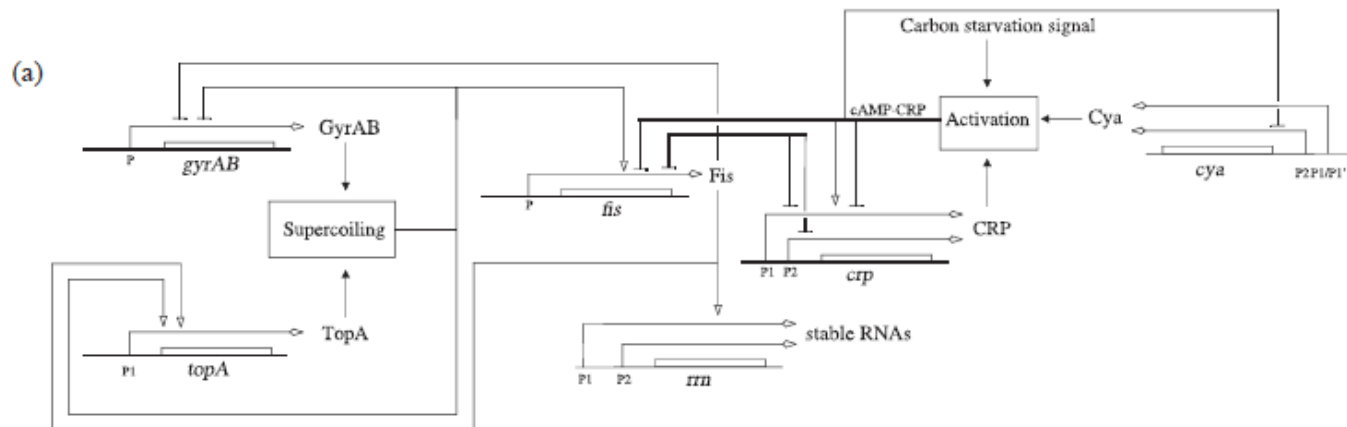 (a)
Carbon starvation signal
cAMP-CRP
Activation
Cya
GyrAB
P
gyrAB
cya
P2 P1/P1'
Fis
P
fis
Supercoiling
CRP
P1 P2
crp
TopA
P1
topA
stable RNAs
P1 P2
rrn